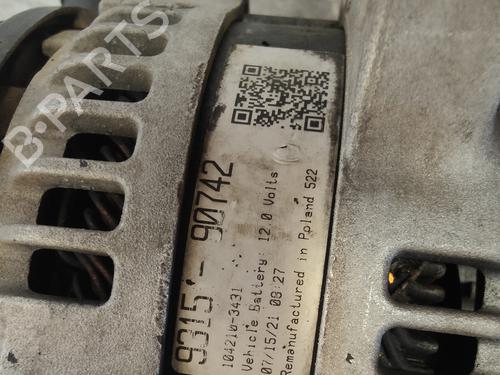 9315'- 90742
104210-3431
Vehicle Battery: 12.0 Volts
07/15/21 08:27
Remanufactured in Poland 522
B-PARTS